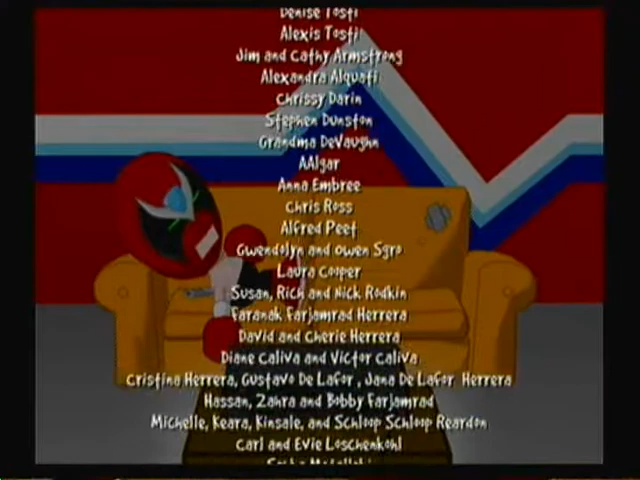 Denise Tosti
Alexis Tosti
Jim and Cathy Armstrong
Alexandra Alquati
Chrissy Darin
Stephen Dunston
Grandma DeVaughn
AAlgar
Anna Embree
Chris Ross
Alfred Peet
Gwendolyn and Owen Sgro
Laura Cooper
Susan, Rich and Nick Rodkin
Faranak Farjamrad Herrera
David and Cherie Herrera
Diane Caliva and Victor Caliva
Cristina Herrera, Gustavo De LaFor , Jana De LaFor Herrera
Hassan, Zahra and Bobby Farjamrad
Michelle, Keara, Kinsale, and Schloop Schloop Reardon
Carl and Evie Loschenkohl